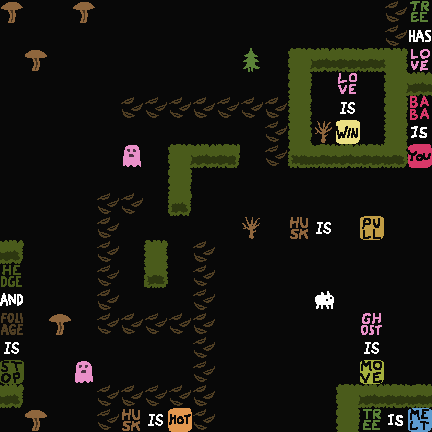 TREE
HAS
LOVE
LOVE
IS
WIN
BABA
IS
YOU
HUSK IS PULL
HEDGE
AND
FOLIAGE
IS
STOP
GHOST
IS
MOVE
HUSK IS HOT
TREE IS MELT